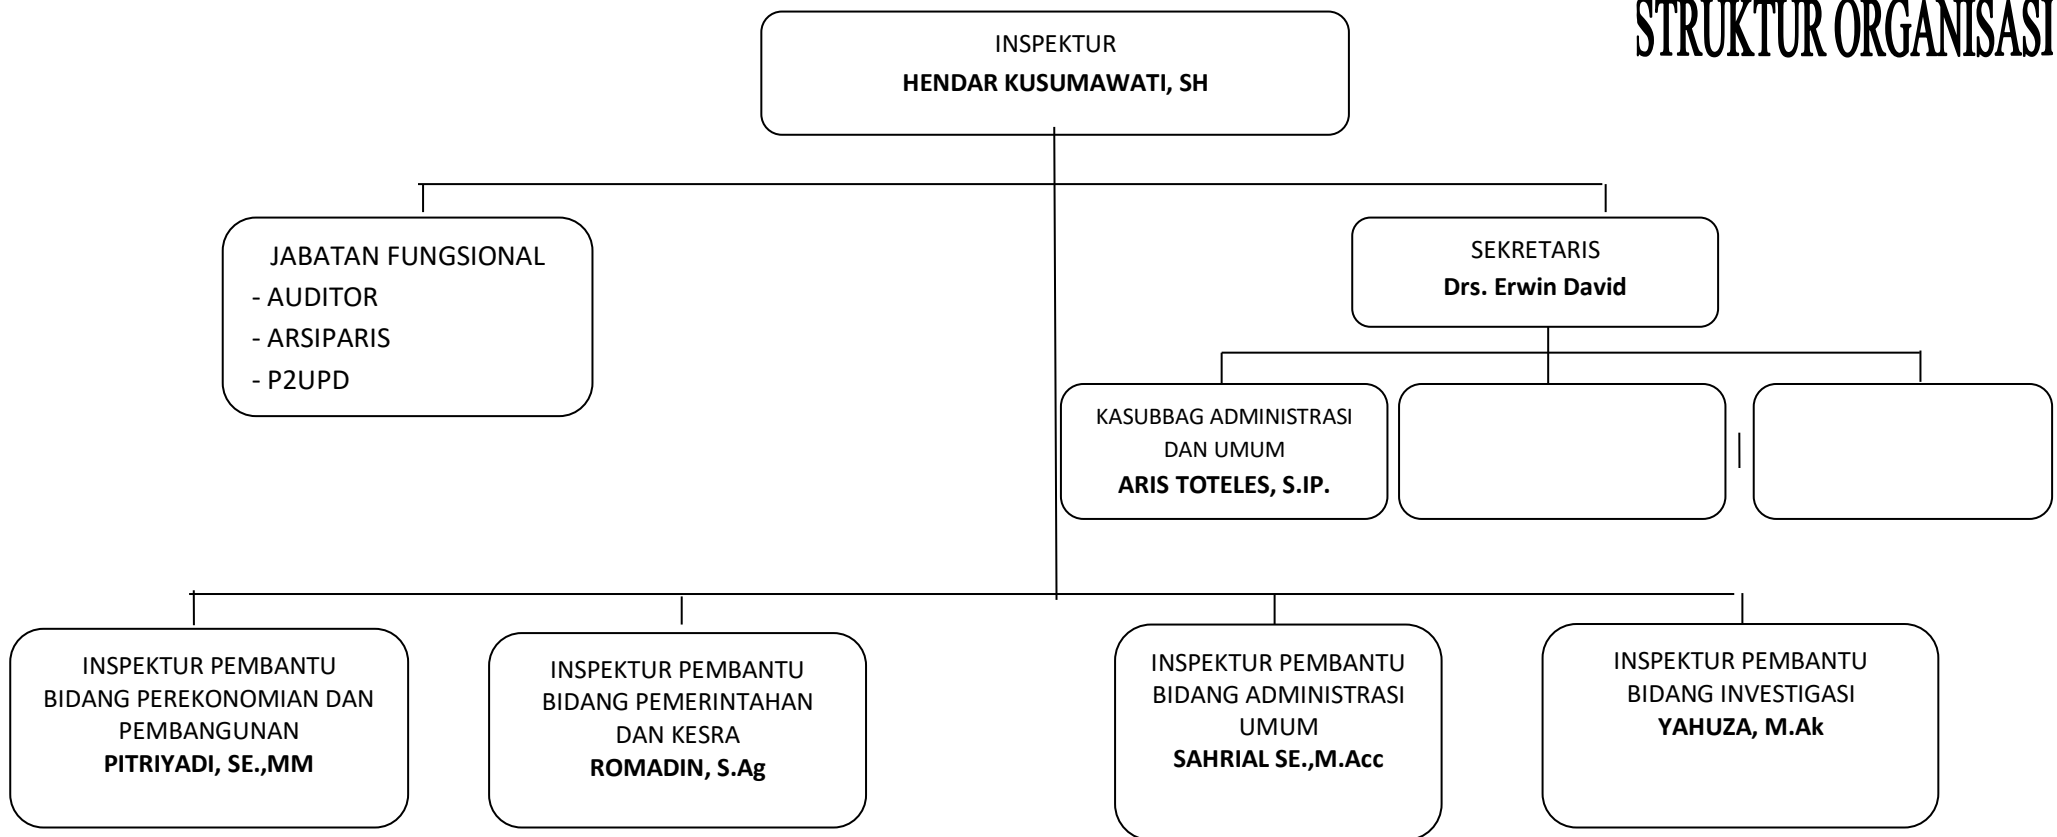 STRUKTUR ORGANISASI
INSPEKTUR
HENDAR KUSUMAWATI, SH
JABATAN FUNGSIONAL
- AUDITOR
- ARSIPARIS
- P2UPD
SEKRETARIS
Drs. Erwin David
KASUBBAG ADMINISTRASI
DAN UMUM
ARIS TOTELES, S.IP.
INSPEKTUR PEMBANTU
BIDANG PEREKONOMIAN DAN
PEMBANGUNAN
PITRIYADI, SE.,MM
INSPEKTUR PEMBANTU
BIDANG PEMERINTAHAN
DAN KESRA
ROMADIN, S.Ag
INSPEKTUR PEMBANTU
BIDANG ADMINISTRASI
UMUM
SAHRIAL SE.,M.Acc
INSPEKTUR PEMBANTU
BIDANG INVESTIGASI
YAHUZA, M.Ak